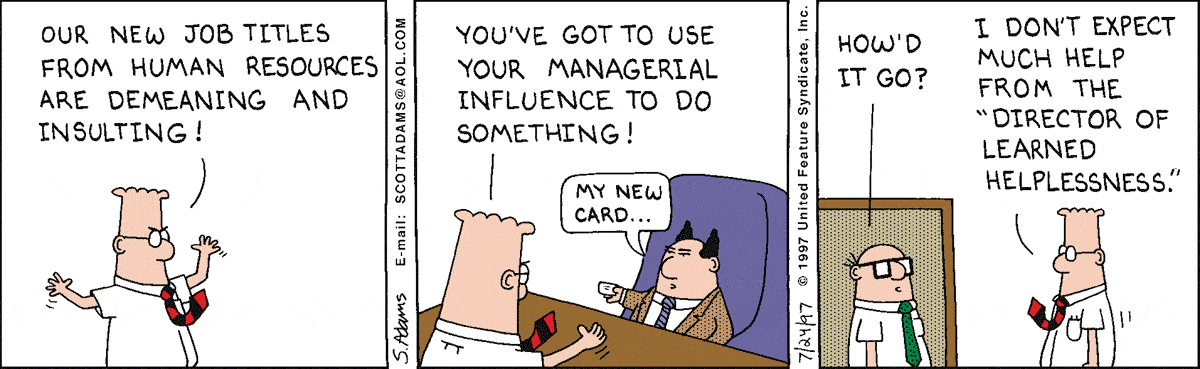 OUR NEW JOB TITLES
FROM HUMAN RESOURCES
ARE DEMEANING AND
INSULTING!
S. Adams E-mail: SCOTTADAMS@AOL.COM
YOU'VE GOT TO USE
YOUR MANAGERIAL
INFLUENCE TO DO
SOMETHING!
MY NEW
CARD...
7/24/97 © 1997 United Feature Syndicate, Inc.
HOW'D
IT GO?
I DON'T EXPECT
MUCH HELP
FROM THE
"DIRECTOR OF
LEARNED
HELPLESSNESS."